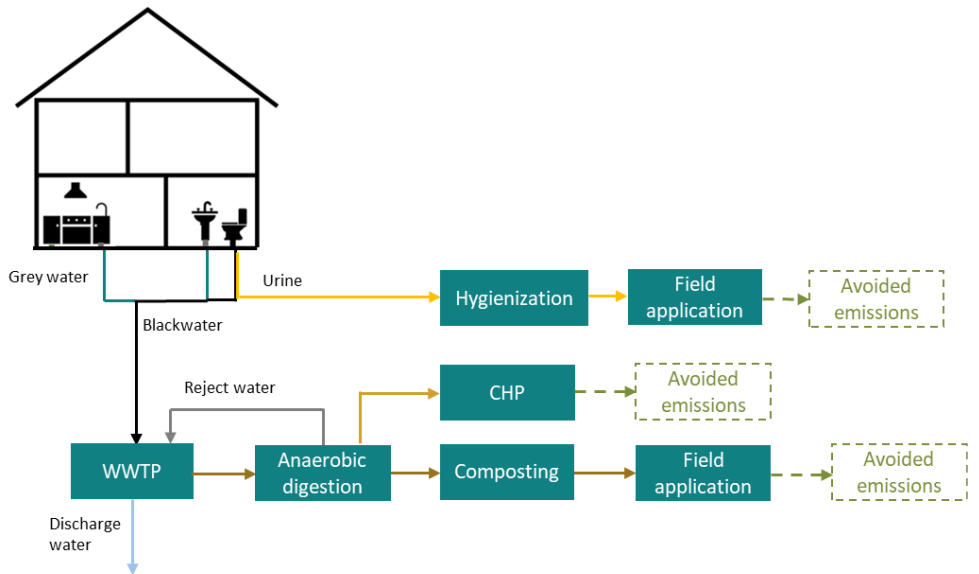 Grey water
Urine
Blackwater
Hygienization
Field
application
Avoided
emissions
Reject water
CHP
Avoided
emissions
WWTP
Anaerobic
digestion
Composting
Field
application
Avoided
emissions
Discharge
water